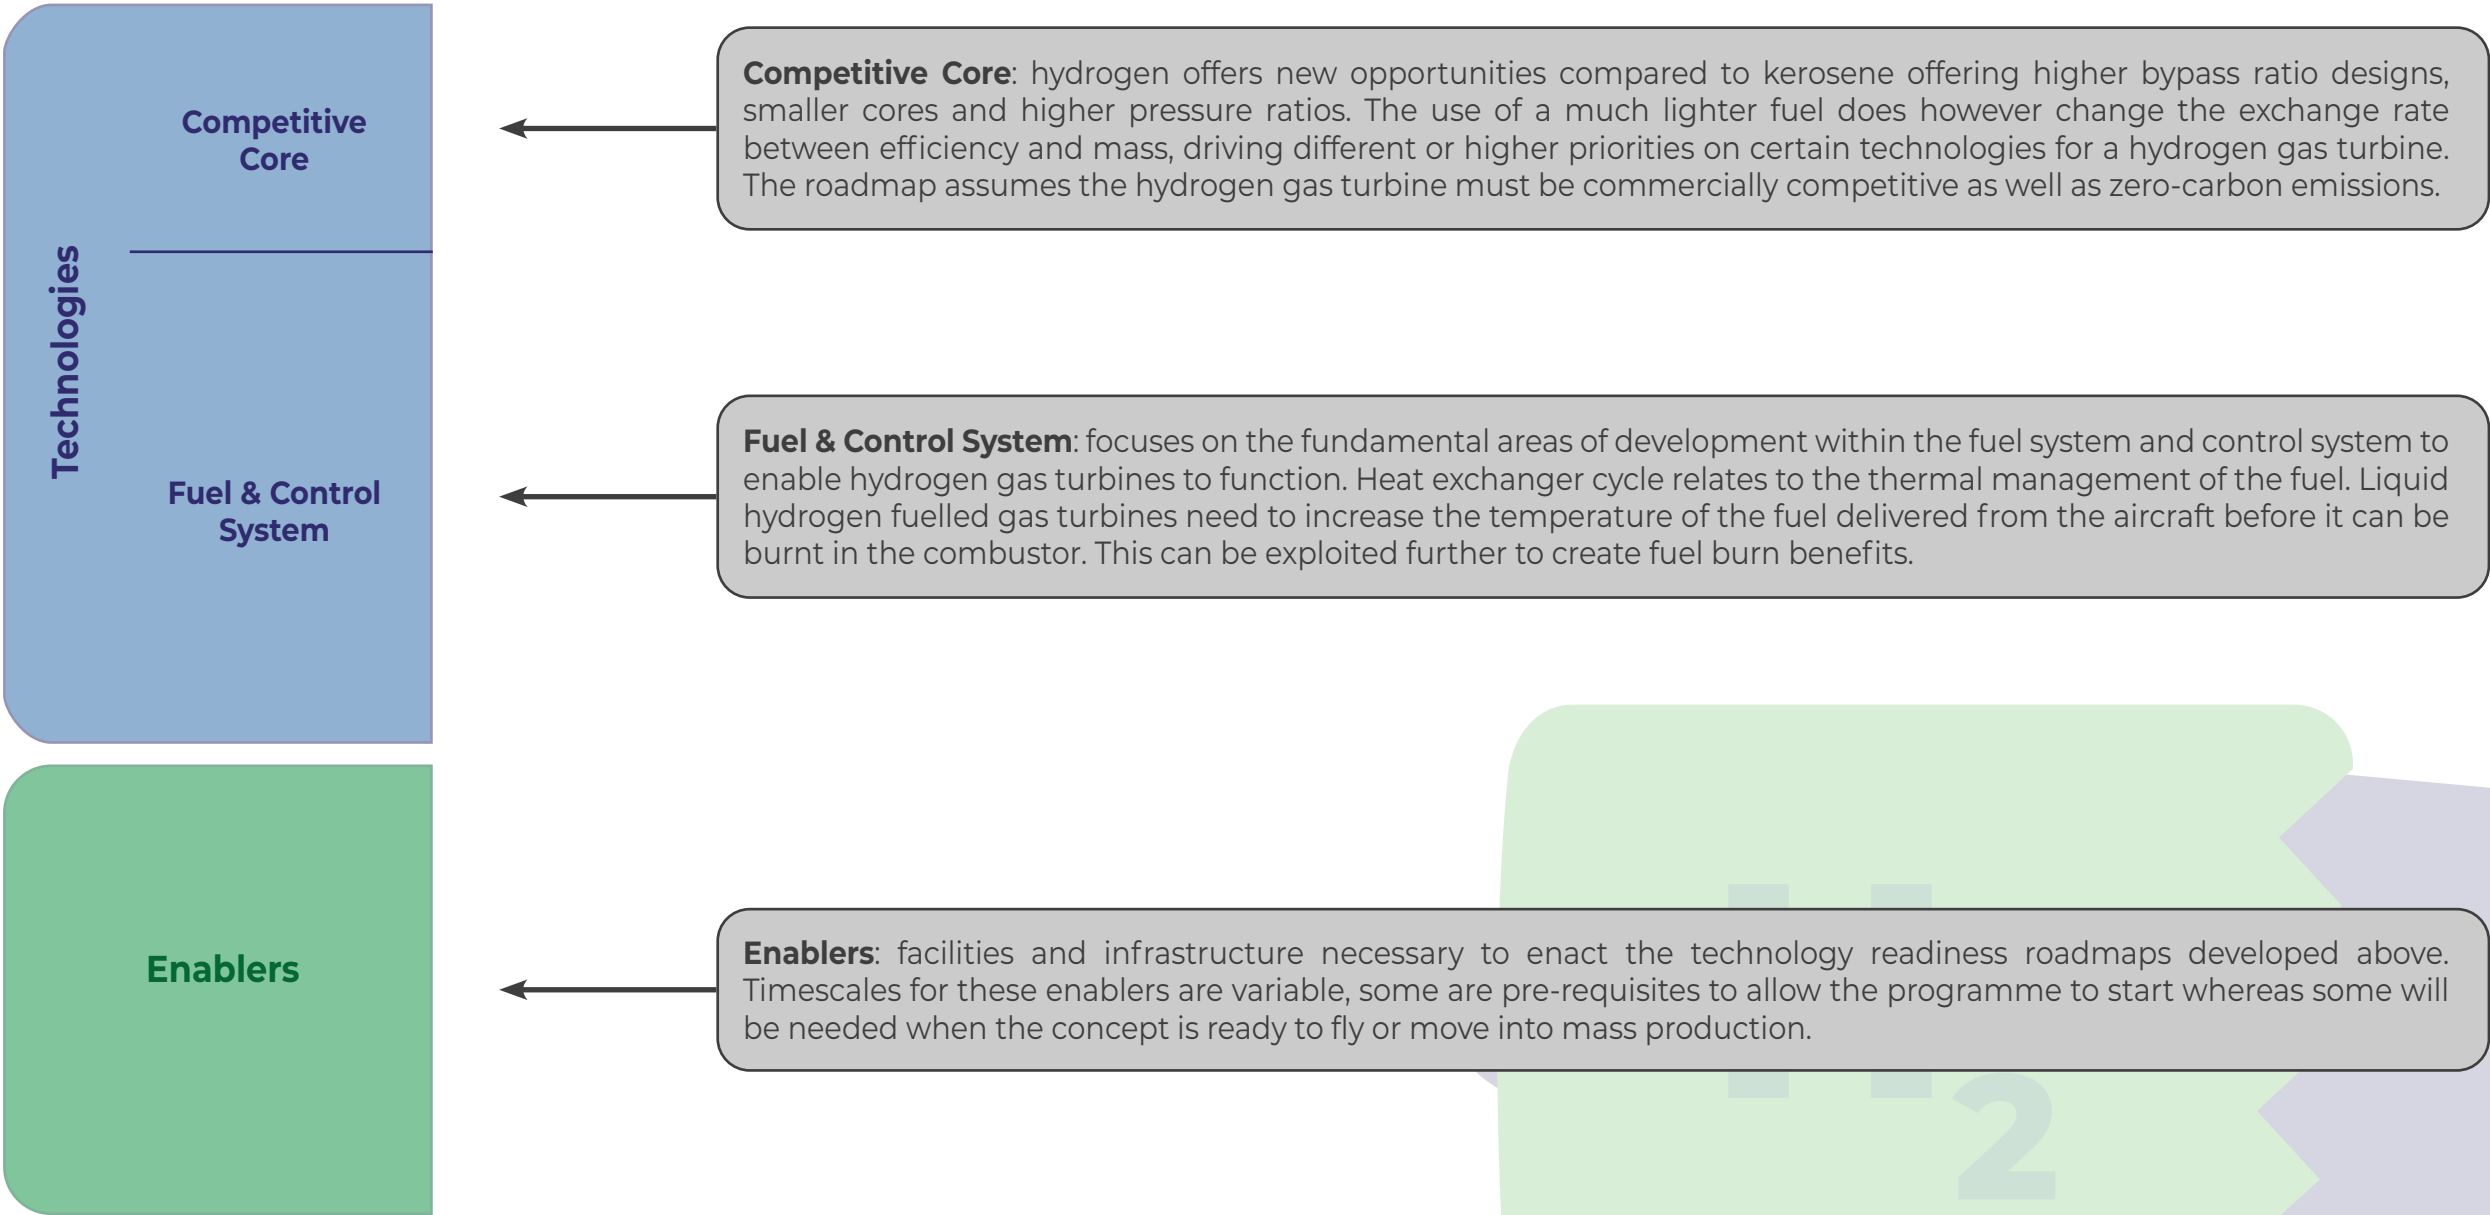 Technologies
Competitive
Core
Competitive Core: hydrogen offers new opportunities compared to kerosene offering higher bypass ratio designs,
smaller cores and higher pressure ratios. The use of a much lighter fuel does however change the exchange rate
between efficiency and mass, driving different or higher priorities on certain technologies for a hydrogen gas turbine.
The roadmap assumes the hydrogen gas turbine must be commercially competitive as well as zero-carbon emissions.
Fuel & Control
System
Fuel & Control System: focuses on the fundamental areas of development within the fuel system and control system to
enable hydrogen gas turbines to function. Heat exchanger cycle relates to the thermal management of the fuel. Liquid
hydrogen fuelled gas turbines need to increase the temperature of the fuel delivered from the aircraft before it can be
burnt in the combustor. This can be exploited further to create fuel burn benefits.
Enablers
Enablers: facilities and infrastructure necessary to enact the technology readiness roadmaps developed above.
Timescales for these enablers are variable, some are pre-requisites to allow the programme to start whereas some will
be needed when the concept is ready to fly or move into mass production.
H2